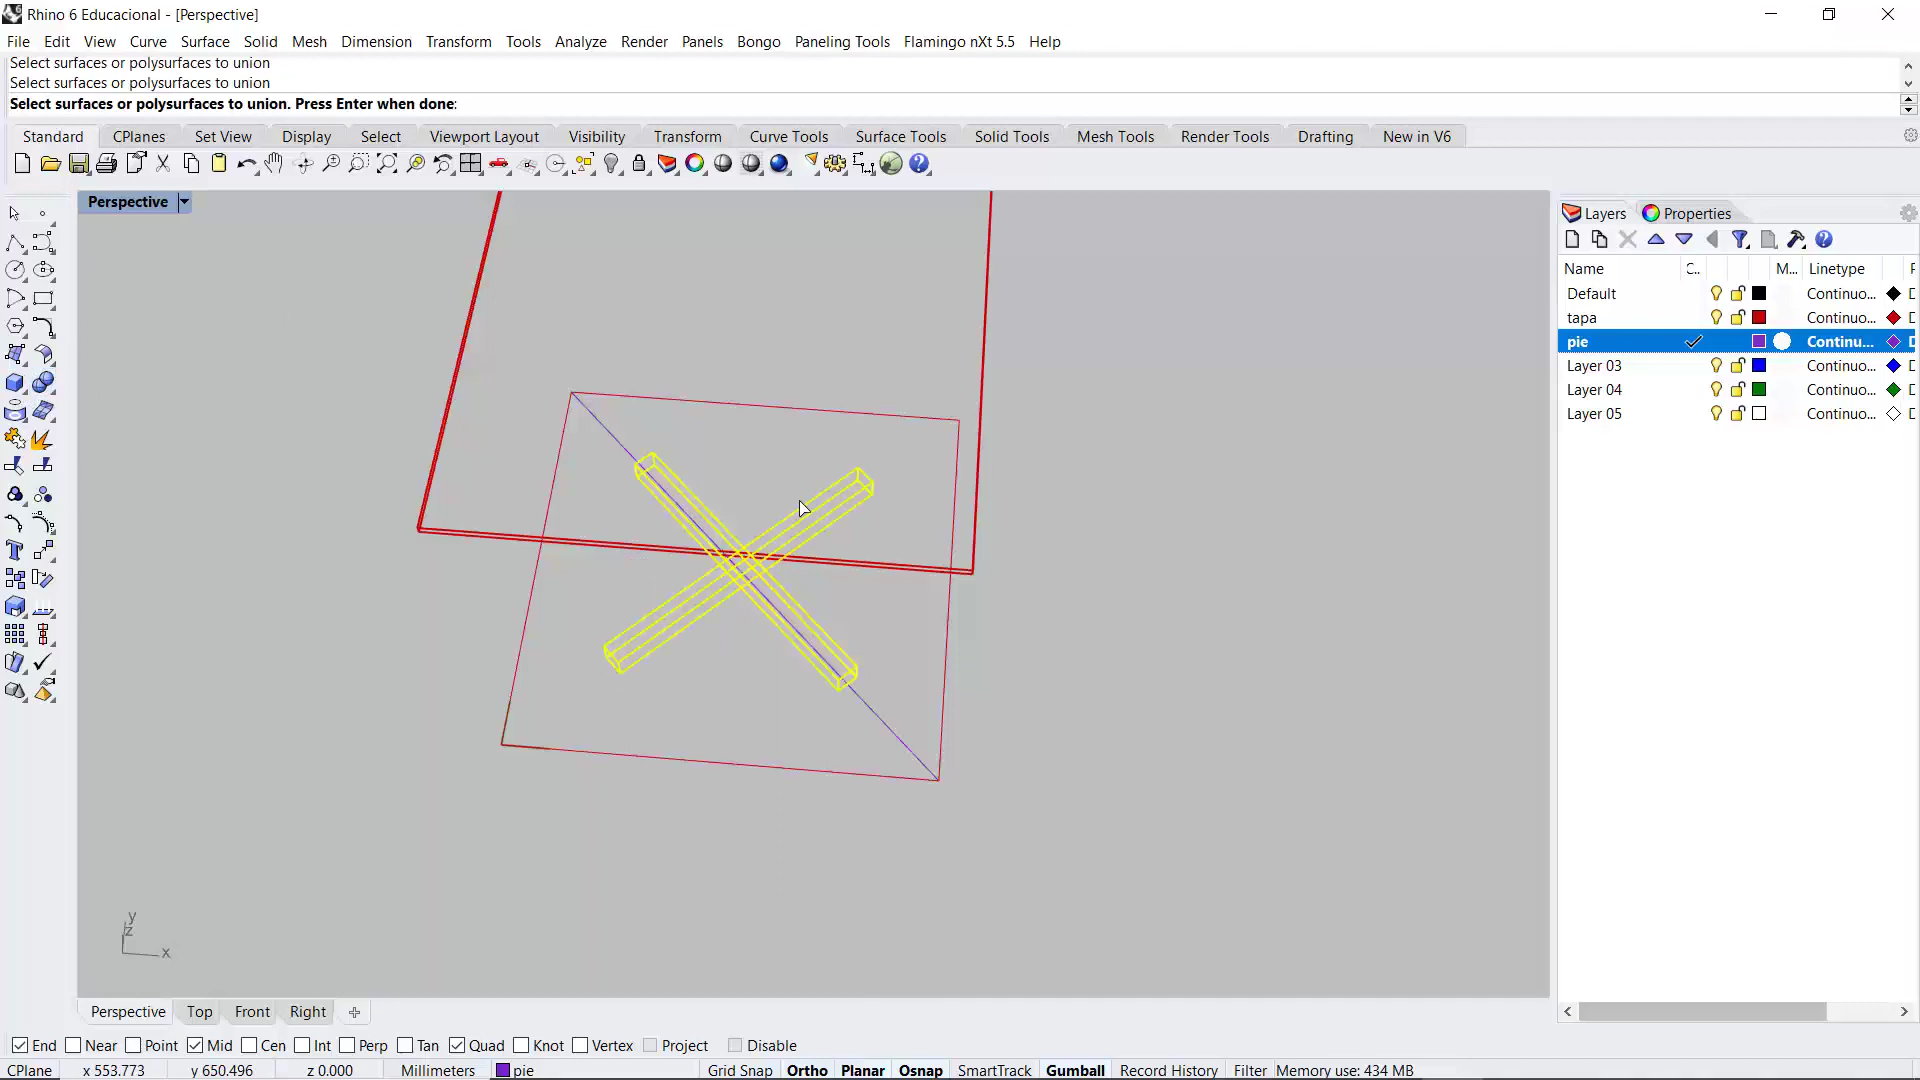 Rhino 6 Educacional - [Perspective]
File Edit View Curve Surface Solid Mesh Dimension Transform Tools Analyze Render Panels Bongo Paneling Tools Flamingo nXt 5.5 Help
Select surfaces or polysurfaces to union
Select surfaces or polysurfaces to union
Select surfaces or polysurfaces to union. Press Enter when done:
Standard CPlanes Set View Display Select Viewport Layout Visibility Transform Curve Tools Surface Tools Solid Tools Mesh Tools Render Tools Drafting New in V6
Perspective
Layers Properties
Name C.. M... Linetype P
Default Continuo... D
tapa Continuo... D
pie Continu... D
Layer 03 Continuo... D
Layer 04 Continuo... D
Layer 05 Continuo... D
y
z
x
Perspective Top Front Right
End Near Point Mid Cen Int Perp Tan Quad Knot Vertex Project Disable
CPlane x 553.773 y 650.496 z 0.000 Millimeters pie Grid Snap Ortho Planar Osnap SmartTrack Gumball Record History Filter Memory use: 434 MB